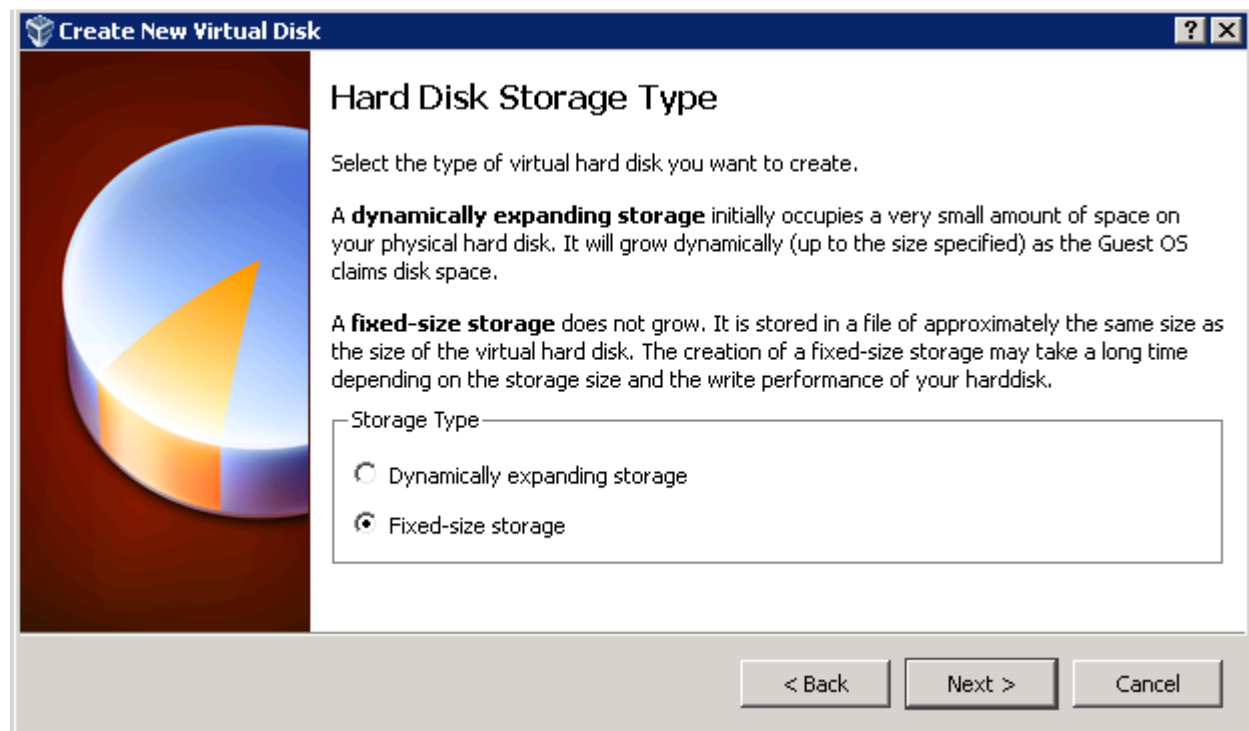 Create New Virtual Disk
Hard Disk Storage Type
Select the type of virtual hard disk you want to create.
A dynamically expanding storage initially occupies a very small amount of space on
your physical hard disk. It will grow dynamically (up to the size specified) as the Guest OS
claims disk space.
A fixed-size storage does not grow. It is stored in a file of approximately the same size as
the size of the virtual hard disk. The creation of a fixed-size storage may take a long time
depending on the storage size and the write performance of your harddisk.
Storage Type
Dynamically expanding storage
Fixed-size storage
< Back
Next >
Cancel